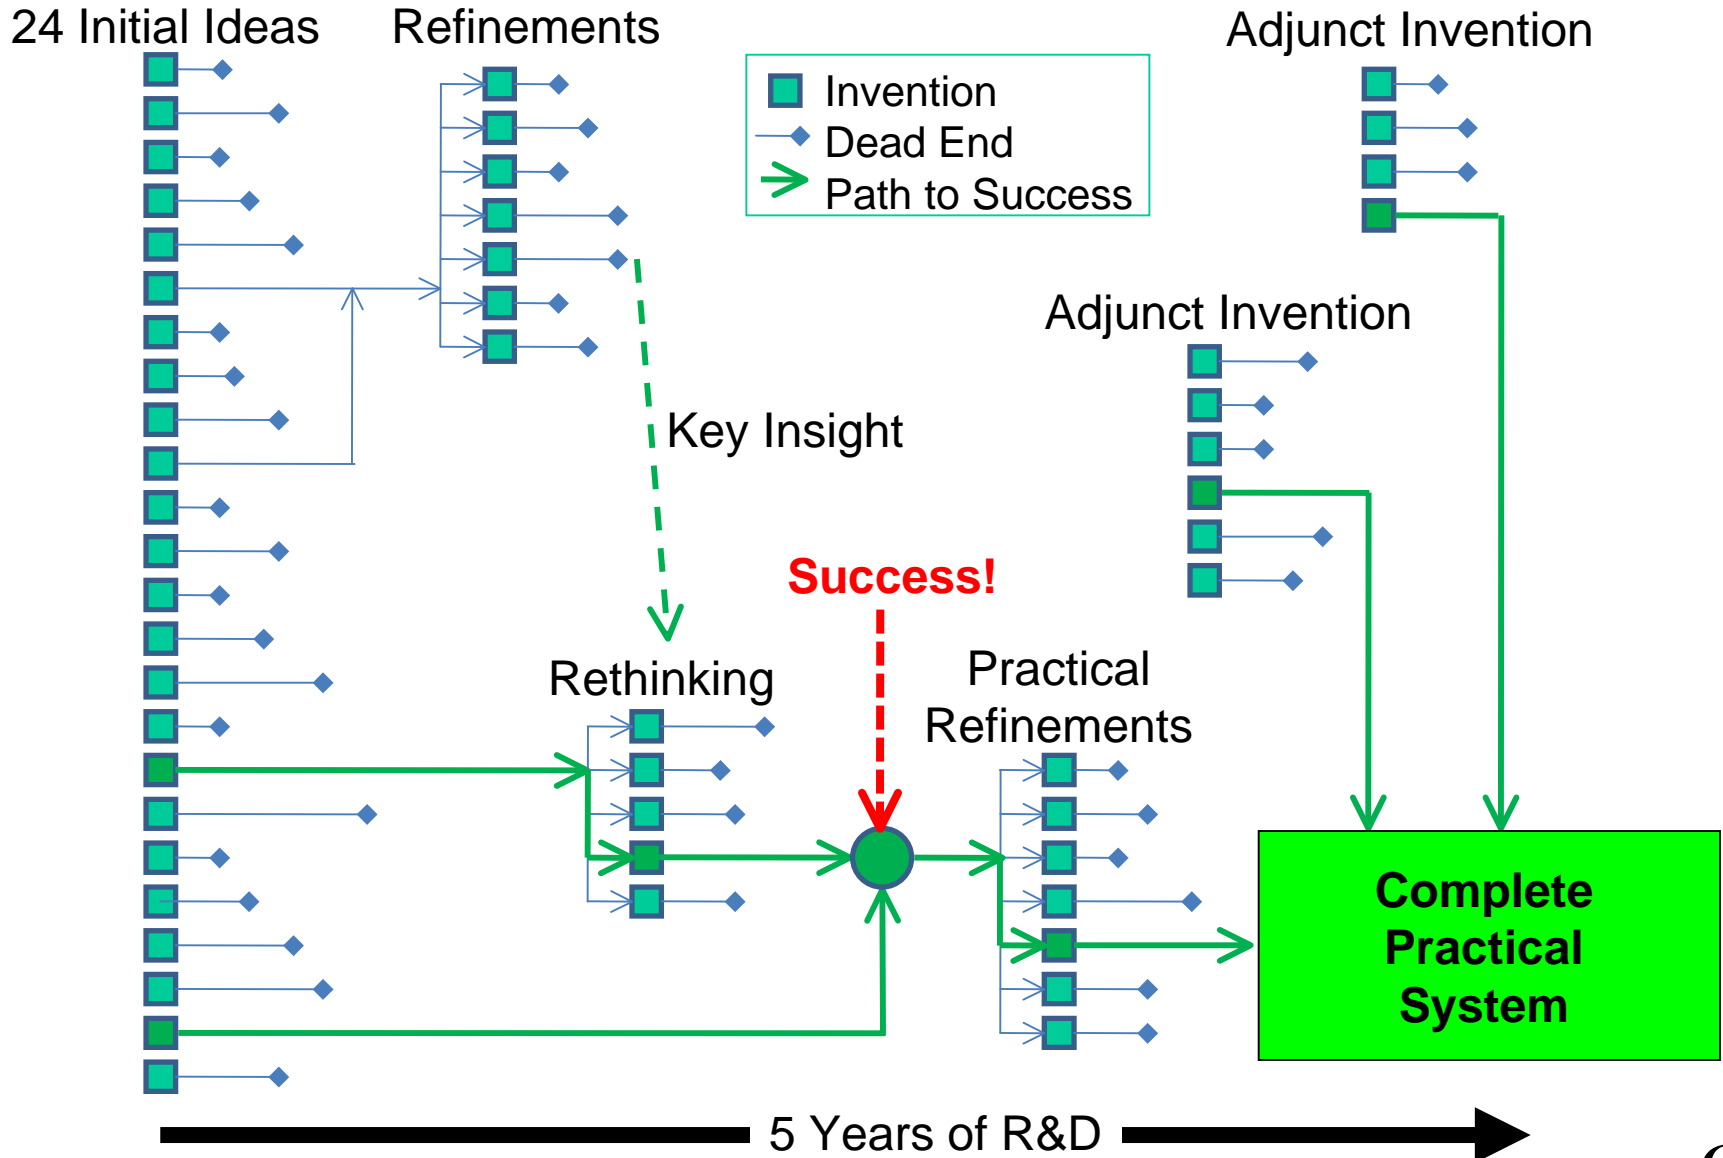 24 Initial Ideas
Refinements
Adjunct Invention
Invention
Dead End
Path to Success
Adjunct Invention
Key Insight
Success!
Rethinking
Practical
Refinements
Complete
Practical
System
5 Years of R&D